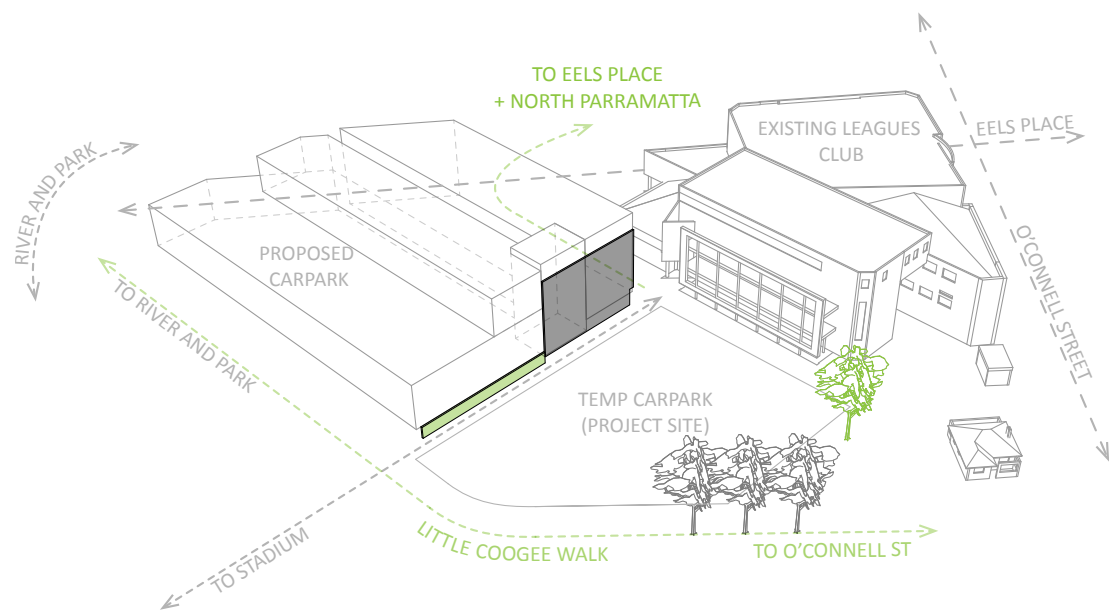 TO EELS PLACE
+ NORTH PARRAMATTA
EXISTING LEAGUES
CLUB
EELS PLACE
RIVER AND PARK
O'CONNELL STREET
PROPOSED
CARPARK
TO RIVER AND PARK
TEMP CARPARK
(PROJECT SITE)
LITTLE COOGEE WALK
TO O'CONNELL ST
TO STADIUM